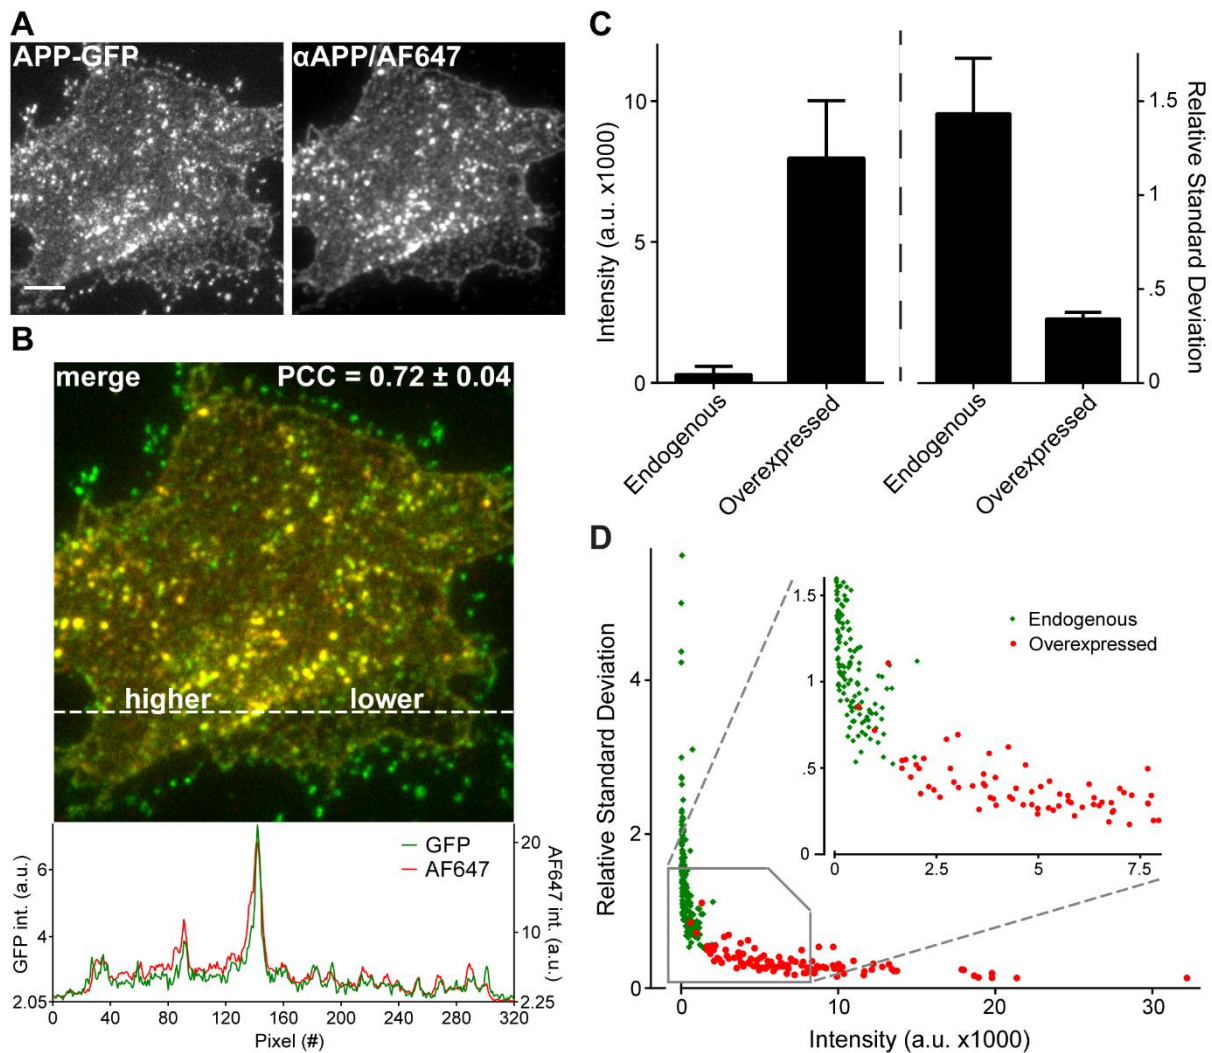 A
APP-GFP
αAPP/AF647
B
merge
PCC = 0.72 ± 0.04
higher
lower
GFP int. (a.u.)
6
4
2.05
GFP
AF647
20
10
2.25
AF647 int. (a.u.)
0
40
80
120
160
200
240
280
320
Pixel (#)
C
Intensity (a.u. x1000)
10
5
0
Endogenous
Overexpressed
Endogenous
Overexpressed
1.5
1
.5
0
Relative Standard Deviation
D
Relative Standard Deviation
4
2
0
0
10
20
30
Intensity (a.u. x1000)
1.5
1
.5
0
0
2.5
5
7.5
Endogenous
Overexpressed